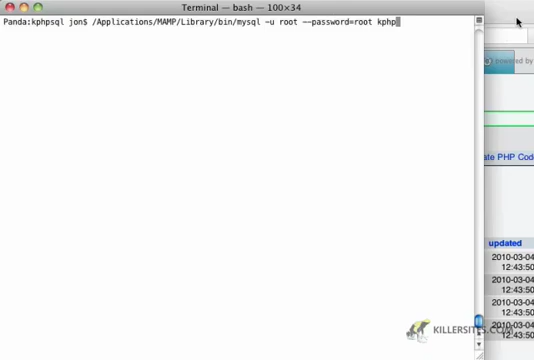 Terminal — bash — 100×34
Panda:kphpsql jon$ /Applications/MAMP/Library/bin/mysql -u root --password=root kphp
powered by
ate PHP Cod
updated
2010-03-04
12:43:50
2010-03-04
12:43:50
2010-03-04
12:43:50
2010-03-04
12:43:50
KILLERSITES.COM